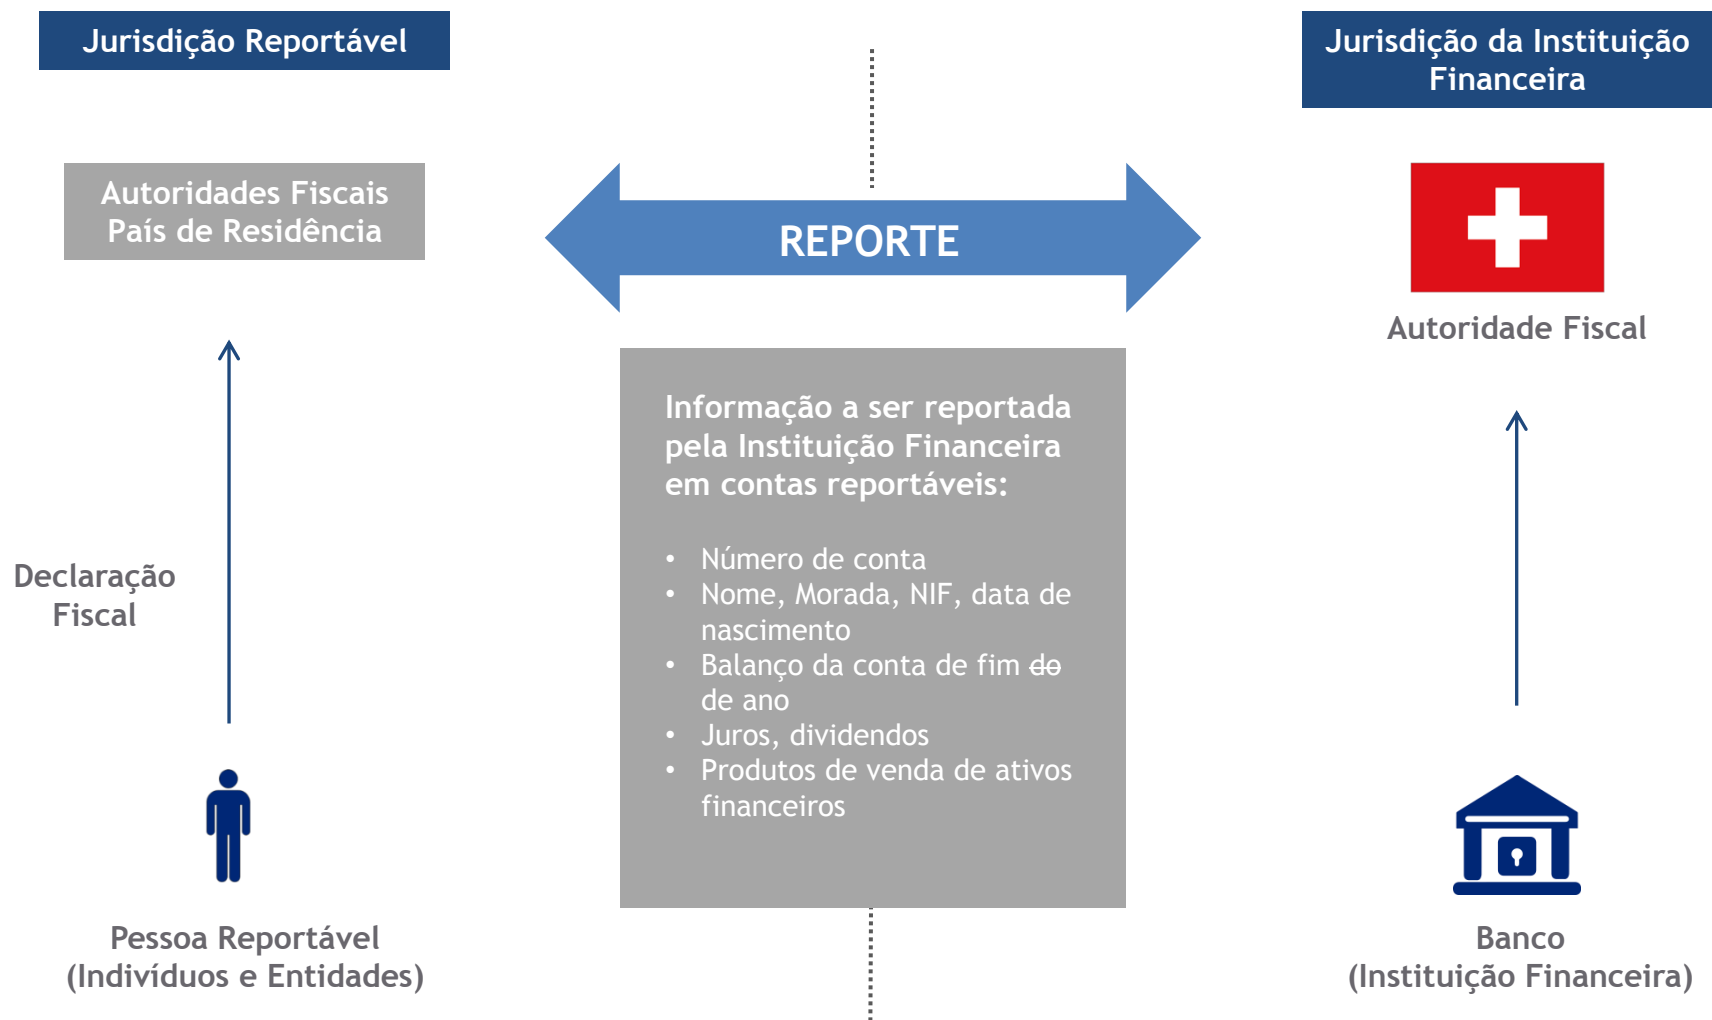 Jurisdição Reportável
Jurisdição da Instituição
Financeira
Autoridades Fiscais
País de Residência
REPORTE
Autoridade Fiscal
Informação a ser reportada
pela Instituição Financeira
em contas reportáveis:
• Número de conta
• Nome, Morada, NIF, data de
nascimento
• Balanço da conta de fim do
de ano
• Juros, dividendos
• Produtos de venda de ativos
financeiros
Declaração
Fiscal
Pessoa Reportável
(Indivíduos e Entidades)
Banco
(Instituição Financeira)